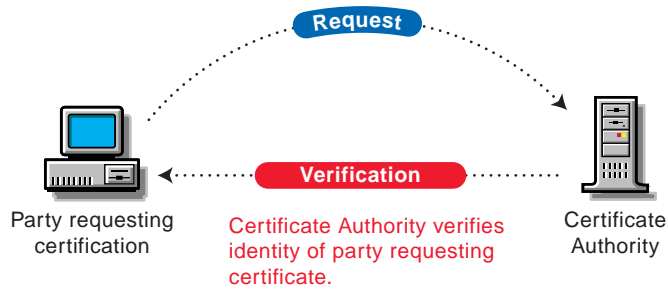 Request
Verification
Party requesting
certification
Certificate Authority verifies
identity of party requesting
certificate.
Certificate
Authority